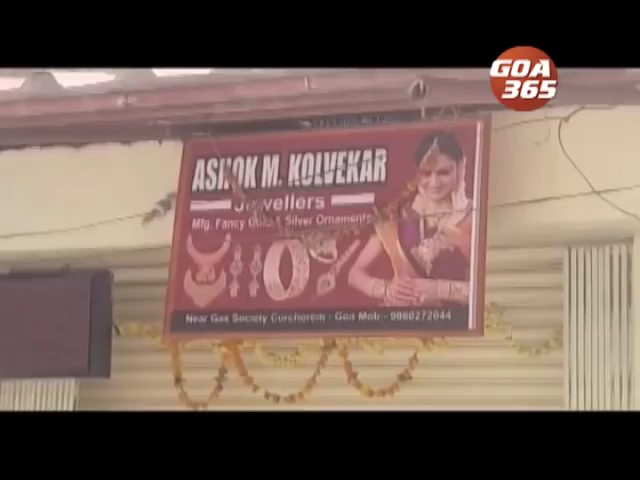 GOA
365
ASHOK M. KOLVEKAR
Jewellers
Mfg. Fancy Gold & Silver Ornaments
Near Gas Society Curchorem - Goa Mob:- 9860272044